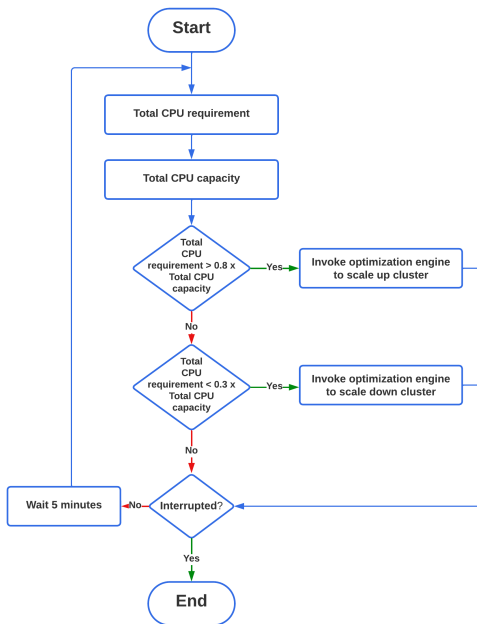 Start
Total CPU requirement
Total CPU capacity
Total
CPU
requirement > 0.8 x
Total CPU
capacity
Yes
Invoke optimization engine
to scale up cluster
No
Total
CPU
requirement < 0.3 x
Total CPU
capacity
Yes
Invoke optimization engine
to scale down cluster
No
Wait 5 minutes
No
Interrupted?
Yes
End